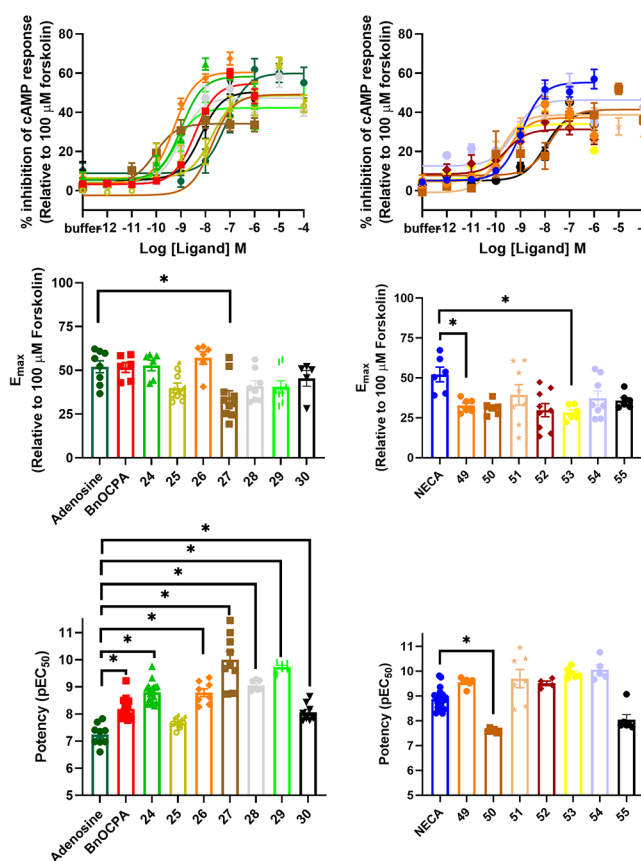 % inhibition of cAMP response
(Relative to 100 µM forskolin)
80
60
40
20
0
buffer -12 -11 -10 -9 -8 -7 -6 -5 -4
Log [Ligand] M
% inhibition of cAMP response
(Relative to 100 µM forskolin)
80
60
40
20
0
buffer -12 -11 -10 -9 -8 -7 -6 -5 -4
Log [Ligand] M
Emax
(Relative to 100 µM Forskolin)
100
75
50
25
0
*
Adenosine BnOCPA 24 25 26 27 28 29 30
Emax
(Relative to 100 µM Forskolin)
100
75
50
25
0
* *
NECA 49 50 51 52 53 54 55
Potency (pEC50)
11
10
9
8
7
6
5
*
*
*
*
*
*
*
Adenosine BnOCPA 24 25 26 27 28 29 30
Potency (pEC50)
11
10
9
8
7
6
5
*
NECA 49 50 51 52 53 54 55